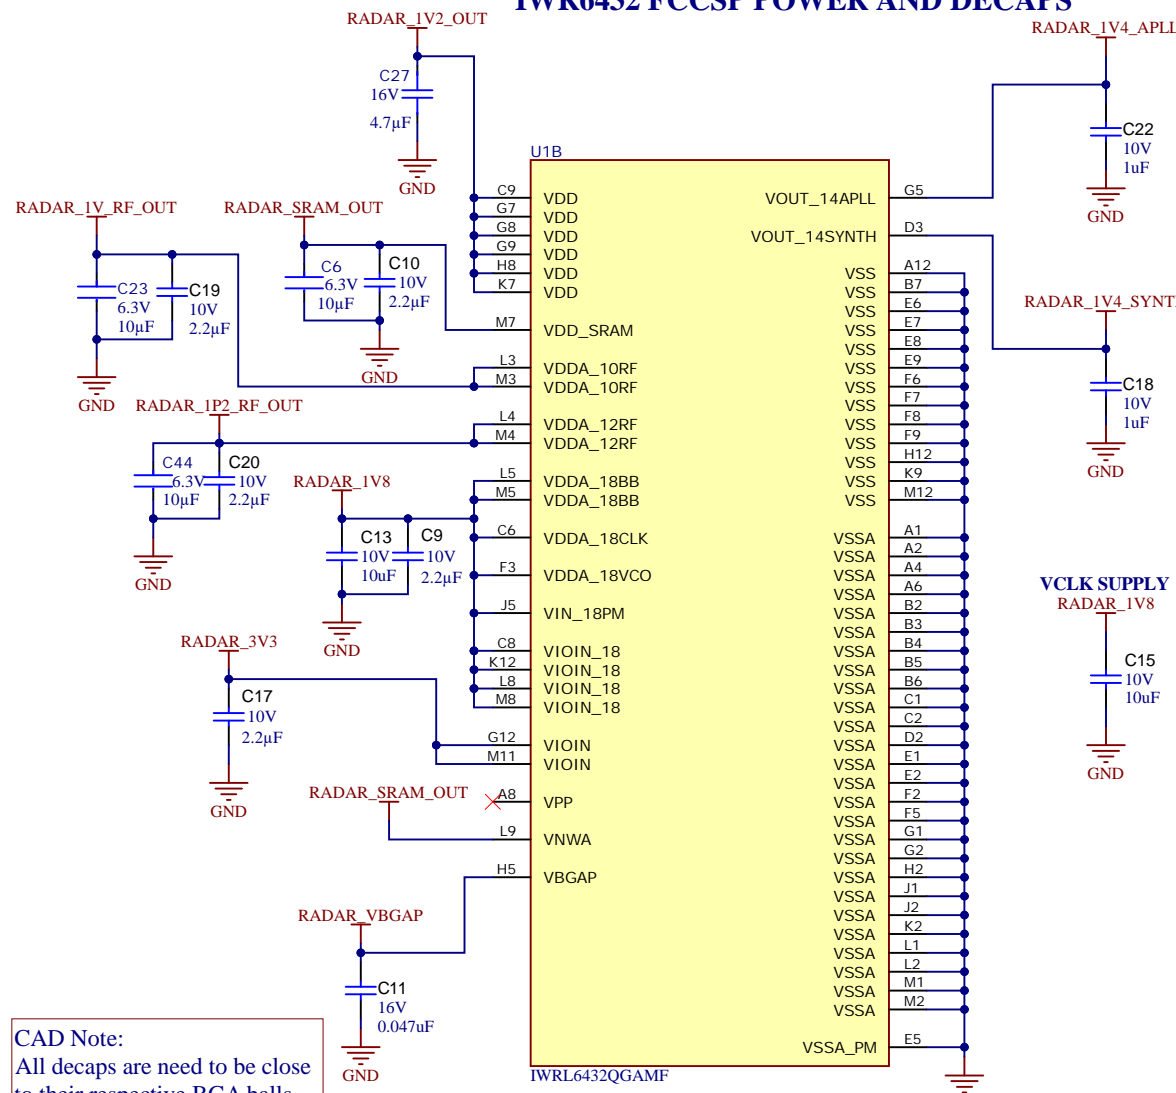 IWR6432 FCCSP POWER AND DECAPS
RADAR_1V2_OUT
C27
16V
4.7µF
GND
RADAR_1V4_APLL
C22
10V
1uF
GND
RADAR_1V_RF_OUT
C23
6.3V
10µF
C19
10V
2.2µF
GND
RADAR_SRAM_OUT
C6
6.3V
10µF
C10
10V
2.2µF
GND
RADAR_1P2_RF_OUT
C44
6.3V
10µF
C20
10V
2.2µF
GND
RADAR_1V8
C13
10V
10uF
C9
10V
2.2µF
GND
RADAR_3V3
C17
10V
2.2µF
GND
RADAR_SRAM_OUT
RADAR_VBGAP
C11
16V
0.047uF
GND
U1B
C9 VDD
G7 VDD
G8 VDD
G9 VDD
H8 VDD
K7 VDD
M7 VDD_SRAM
L3 VDDA_10RF
M3 VDDA_10RF
L4 VDDA_12RF
M4 VDDA_12RF
L5 VDDA_18BB
M5 VDDA_18BB
C6 VDDA_18CLK
F3 VDDA_18VCO
J5 VIN_18PM
C8 VIOIN_18
K12 VIOIN_18
L8 VIOIN_18
M8 VIOIN_18
G12 VIOIN
M11 VIOIN
A8 VPP
L9 VNWA
H5 VBGAP
VOUT_14APLL G5
VOUT_14SYNTH D3
VSS A12
VSS B7
VSS E6
VSS E7
VSS E8
VSS E9
VSS F6
VSS F7
VSS F8
VSS F9
VSS H12
VSS K9
VSS M12
VSSA A1
VSSA A2
VSSA A4
VSSA A6
VSSA B2
VSSA B3
VSSA B4
VSSA B5
VSSA B6
VSSA C1
VSSA C2
VSSA D2
VSSA E1
VSSA E2
VSSA F2
VSSA F5
VSSA G1
VSSA G2
VSSA H2
VSSA J1
VSSA J2
VSSA K2
VSSA L1
VSSA L2
VSSA M1
VSSA M2
VSSA_PM E5
IWRL6432QGAMF
RADAR_1V4_SYNT
C18
10V
1uF
GND
VCLK SUPPLY
RADAR_1V8
C15
10V
10uF
GND
CAD Note:
All decaps are need to be close
to their respective BGA balls